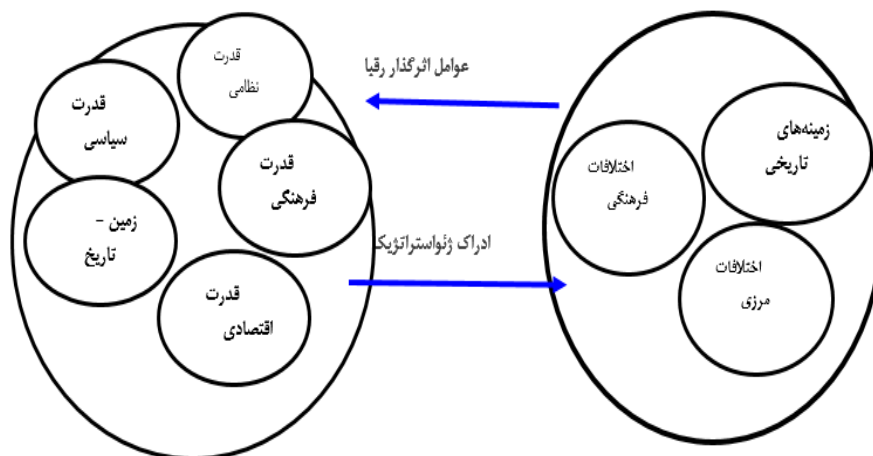 عوامل اثرگذار رقبا
ادراک ژئواستراتژیک
زمینه‌های
تاریخی
اختلافات
فرهنگی
اختلافات
مرزی
قدرت
نظامی
قدرت
سیاسی
قدرت
فرهنگی
زمین –
تاریخ
قدرت
اقتصادی